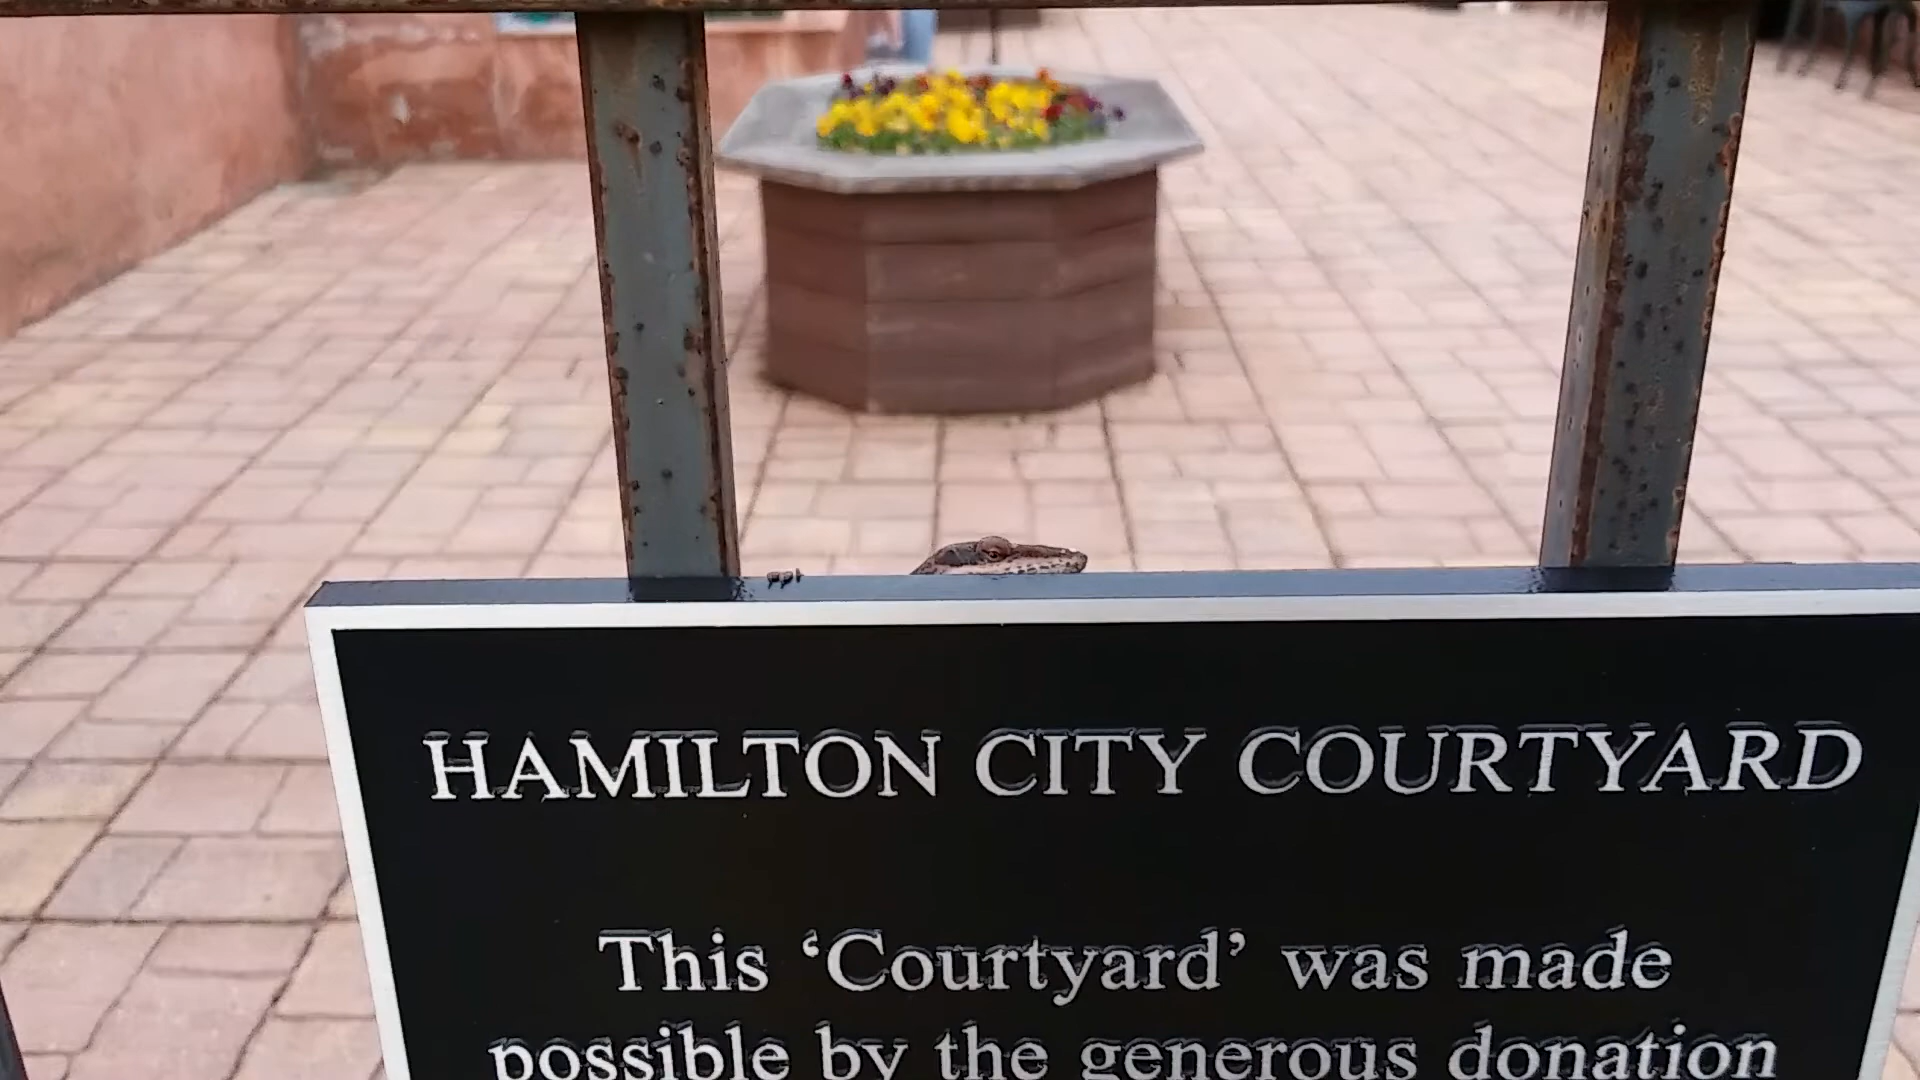 HAMILTON CITY COURTYARD
This ‘Courtyard’ was made
possible by the generous donation